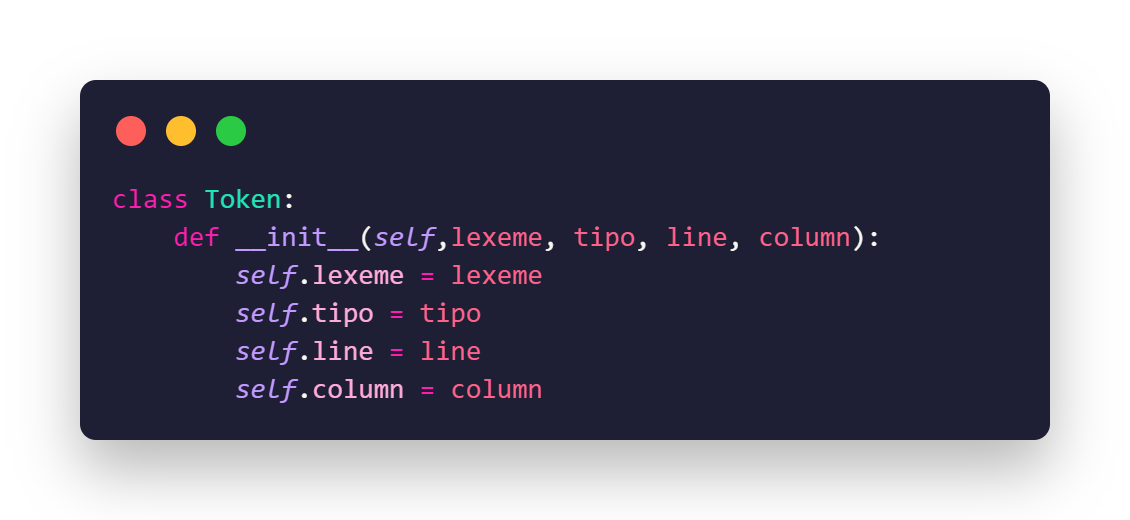 class Token:
    def __init__(self,lexeme, tipo, line, column):
        self.lexeme = lexeme
        self.tipo = tipo
        self.line = line
        self.column = column